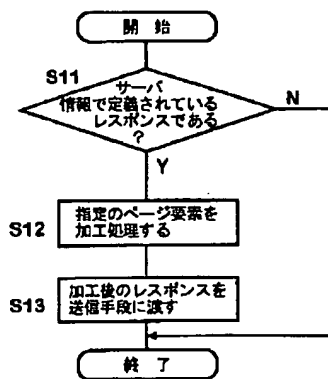 開 始
S11
サーバ
情報で定義されている
レスポンスである
?
N
Y
S12
指定のページ要素を
加工処理する
S13
加工後のレスポンスを
送信手段に渡す
終 了